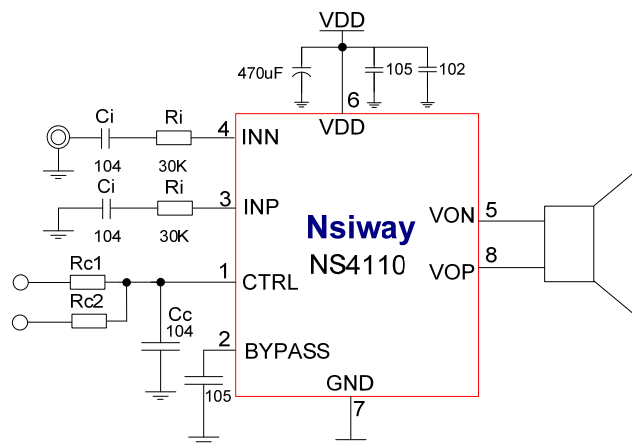 VDD
470uF
105
102
6
VDD
Ci
Ri
4
INN
104
30K
Ci
Ri
3
INP
104
30K
Nsiway
NS4110
VON
5
VOP
8
Rc1
1
CTRL
Rc2
Cc
104
2
BYPASS
105
GND
7